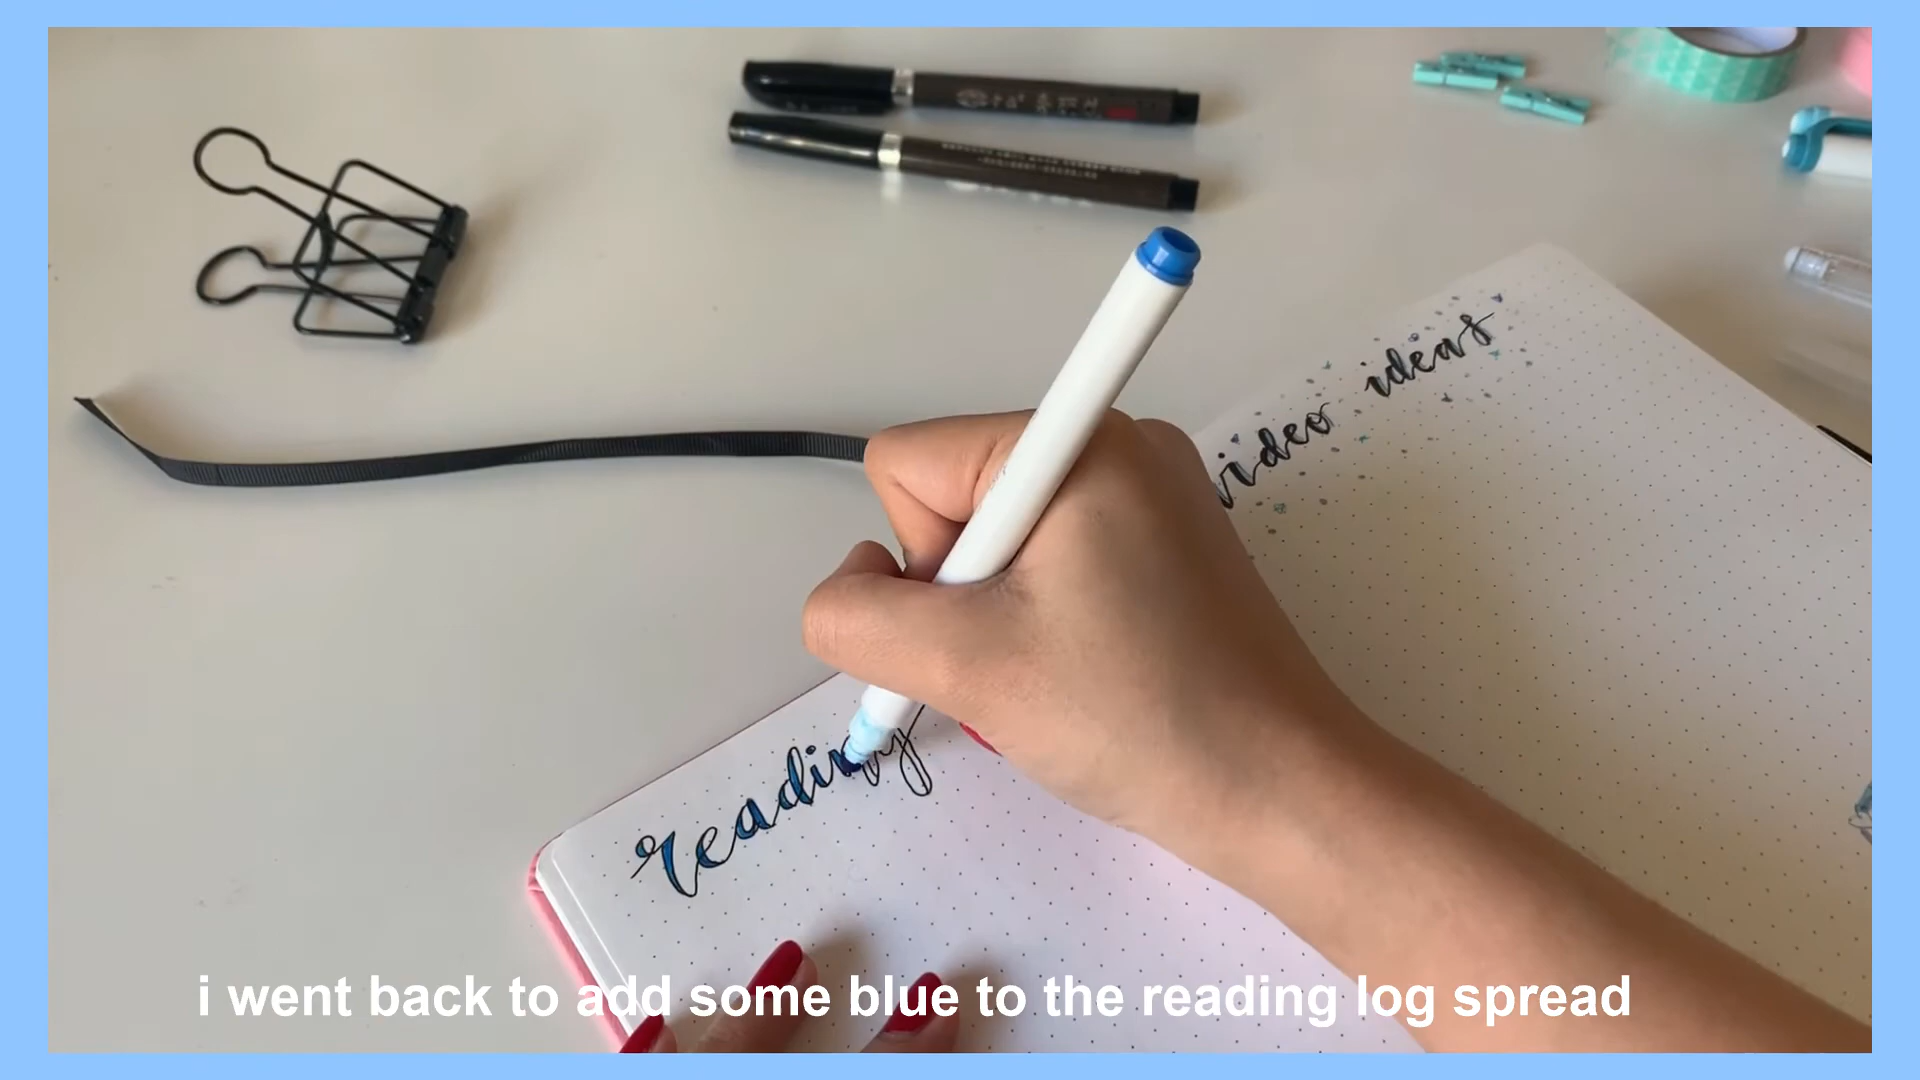 video ideas
reading
i went back to add some blue to the reading log spread